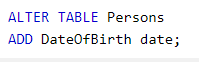 ALTER TABLE Persons
ADD DateOfBirth date;